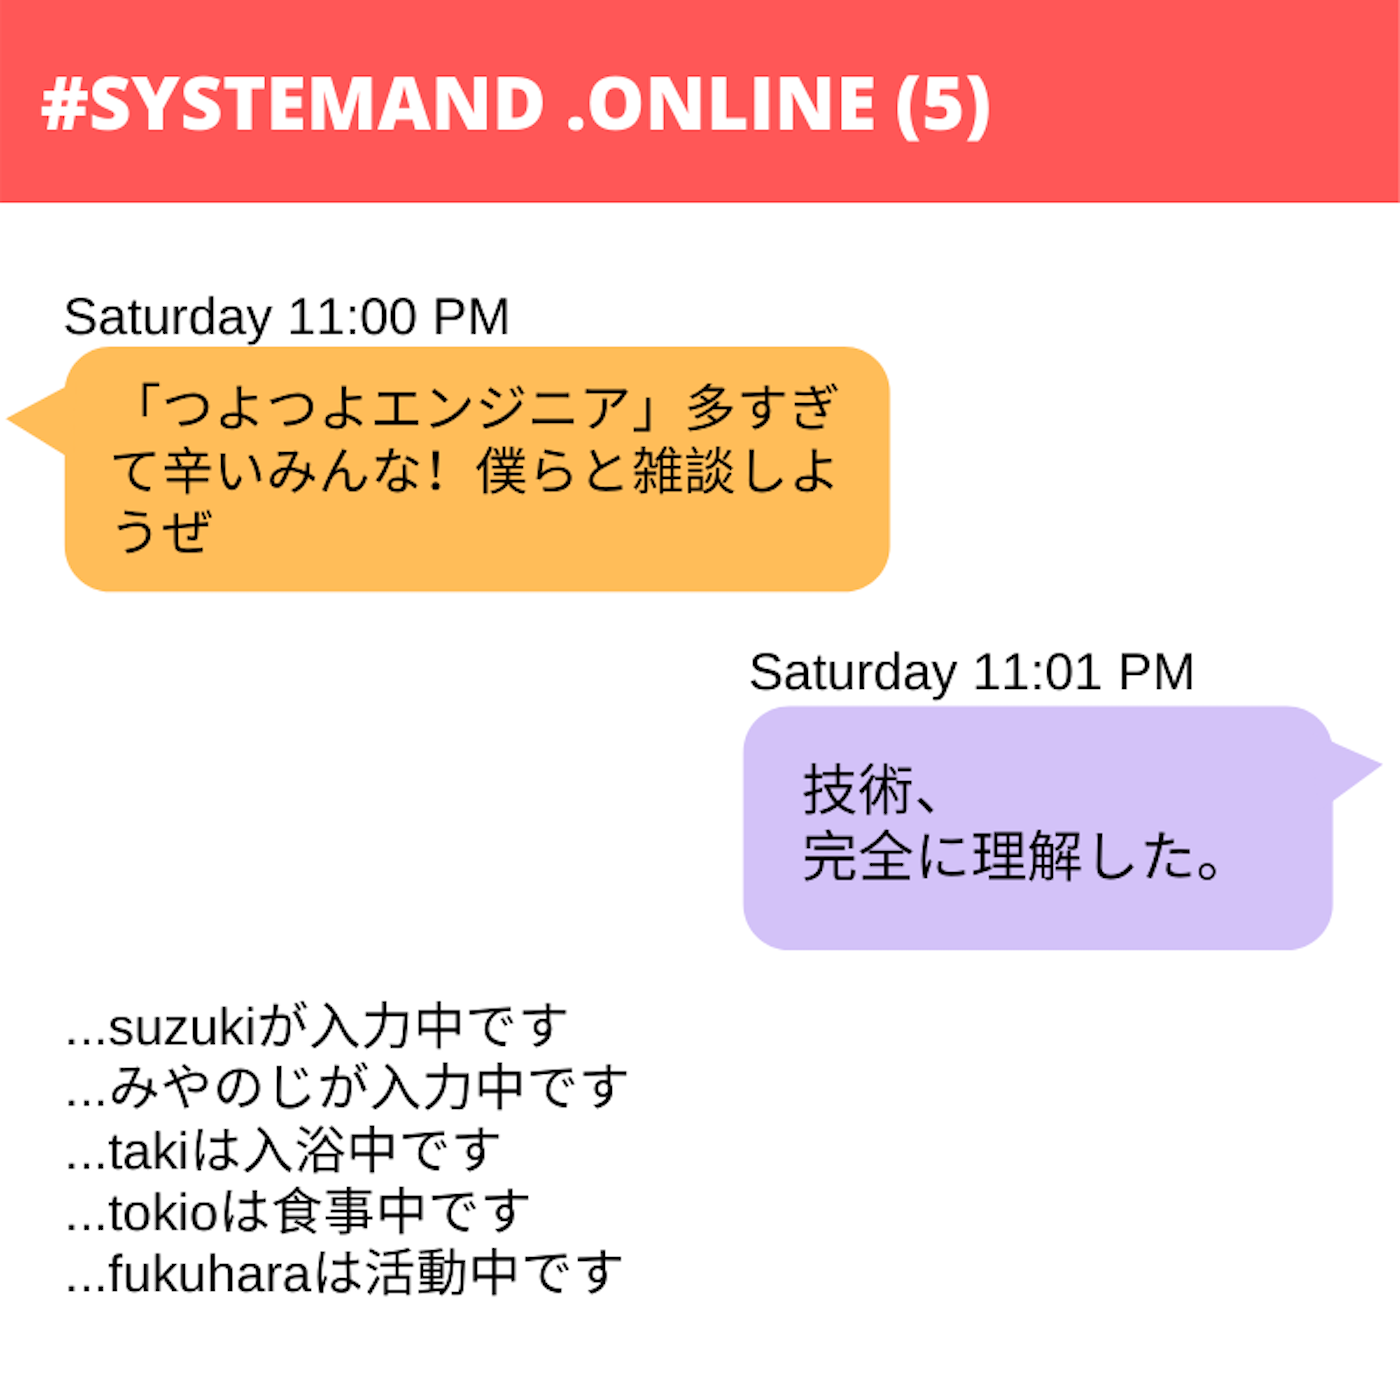 #SYSTEMAND .ONLINE (5)
Saturday 11:00 PM
「つよつよエンジニア」多すぎ
て辛いみんな！僕らと雑談しよ
うぜ
Saturday 11:01 PM
技術、
完全に理解した。
...suzukiが入力中です
...みやのじが入力中です
...takiは入浴中です
...tokioは食事中です
...fukuharaは活動中です